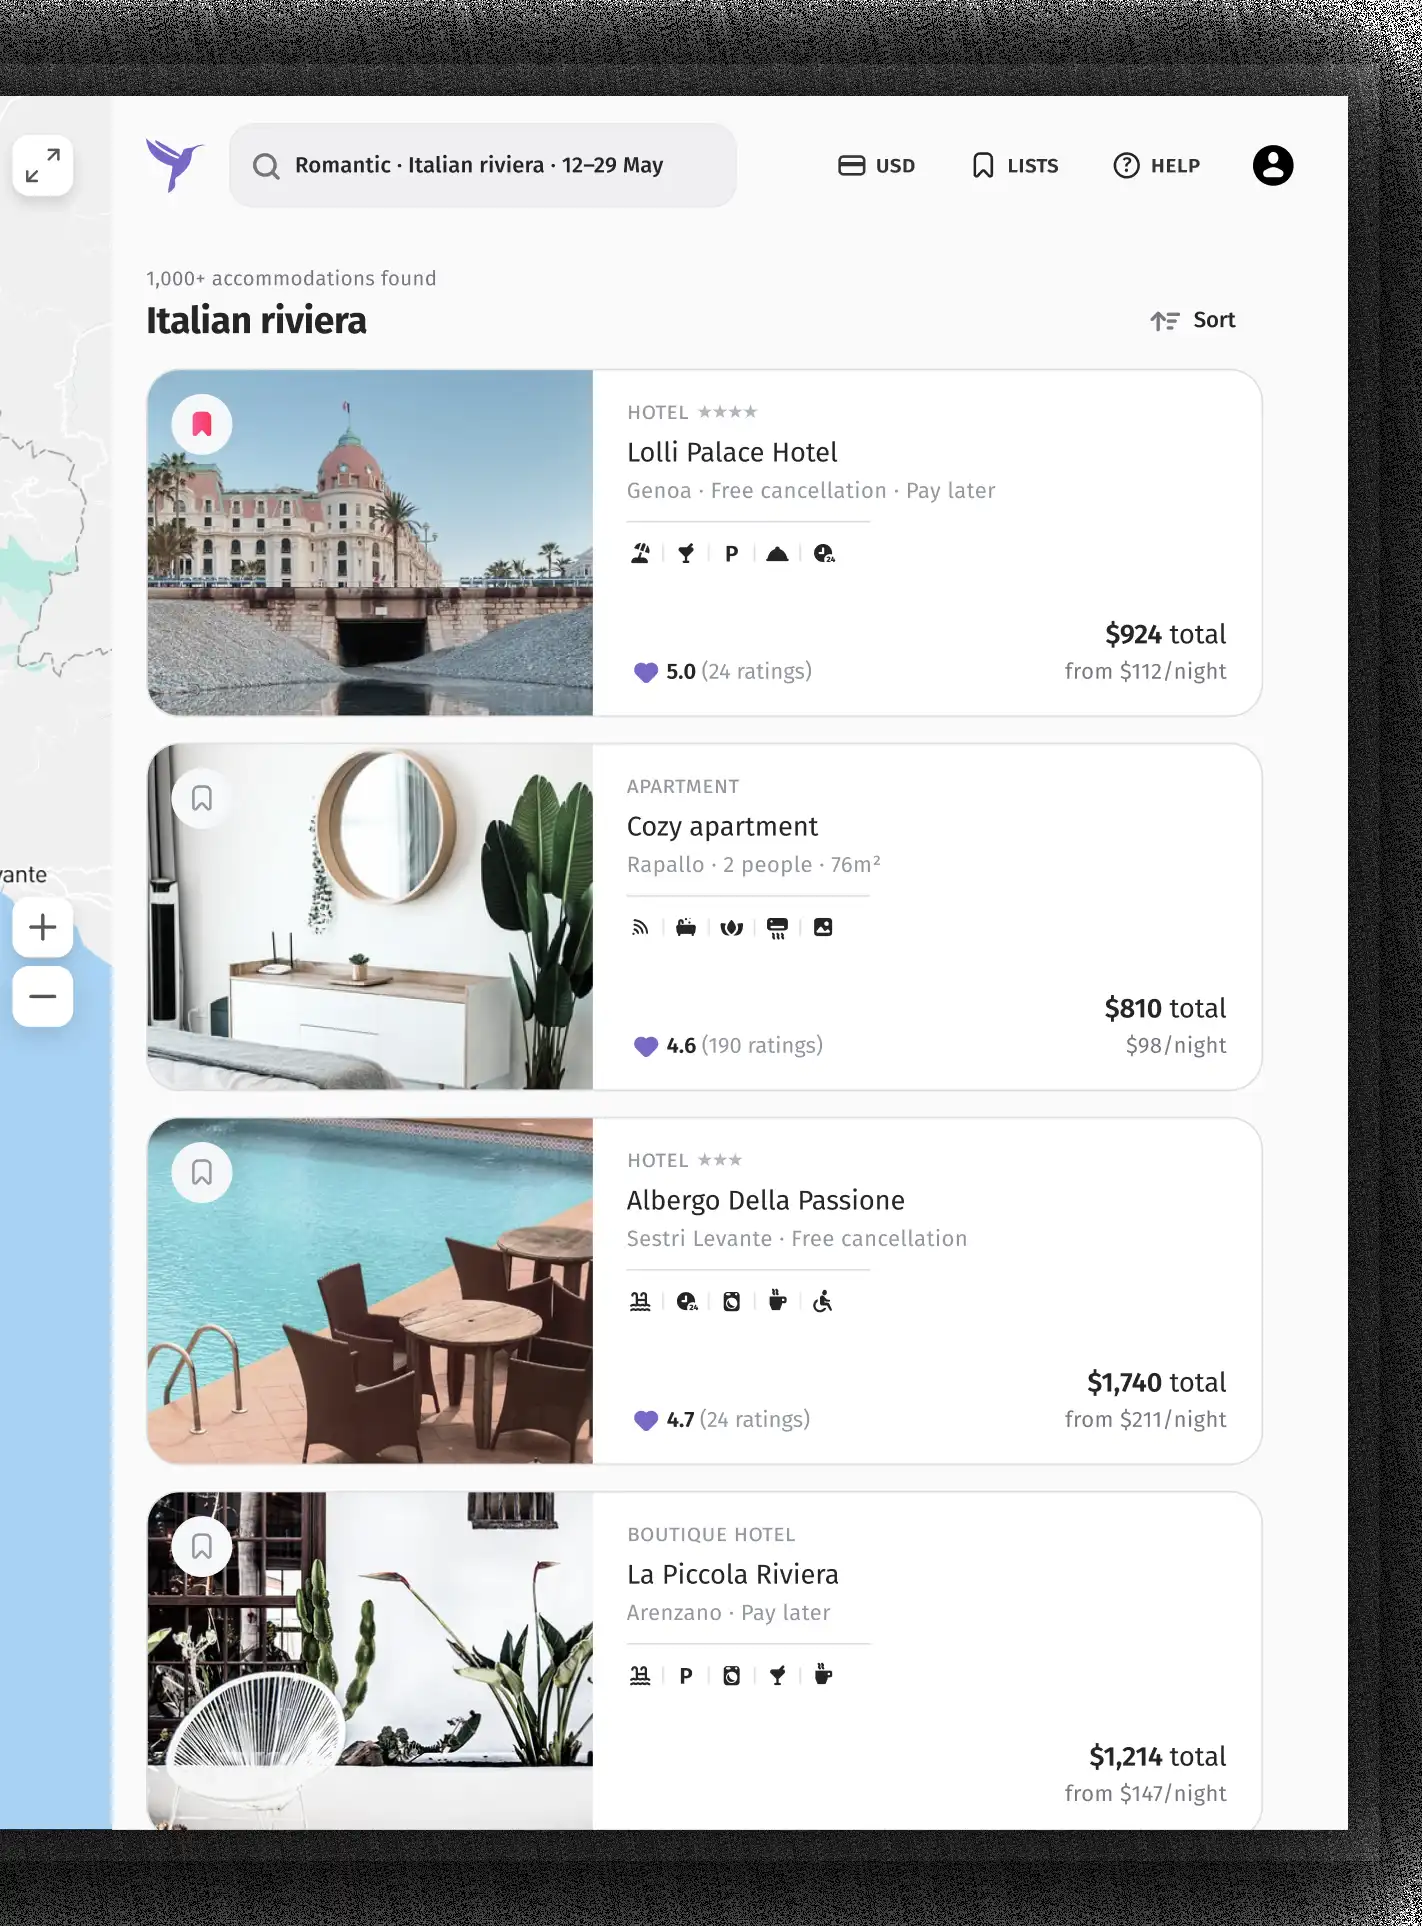 Romantic · Italian riviera · 12–29 May
USD
LISTS
HELP
1,000+ accommodations found
Italian riviera
Sort
HOTEL ★★★★
Lolli Palace Hotel
Genoa · Free cancellation · Pay later
P
24
$924 total
5.0 (24 ratings)
from $112/night
vante
APARTMENT
Cozy apartment
Rapallo · 2 people · 76m²
$810 total
4.6 (190 ratings)
$98/night
HOTEL ★★★
Albergo Della Passione
Sestri Levante · Free cancellation
24
$1,740 total
4.7 (24 ratings)
from $211/night
BOUTIQUE HOTEL
La Piccola Riviera
Arenzano · Pay later
P
$1,214 total
from $147/night